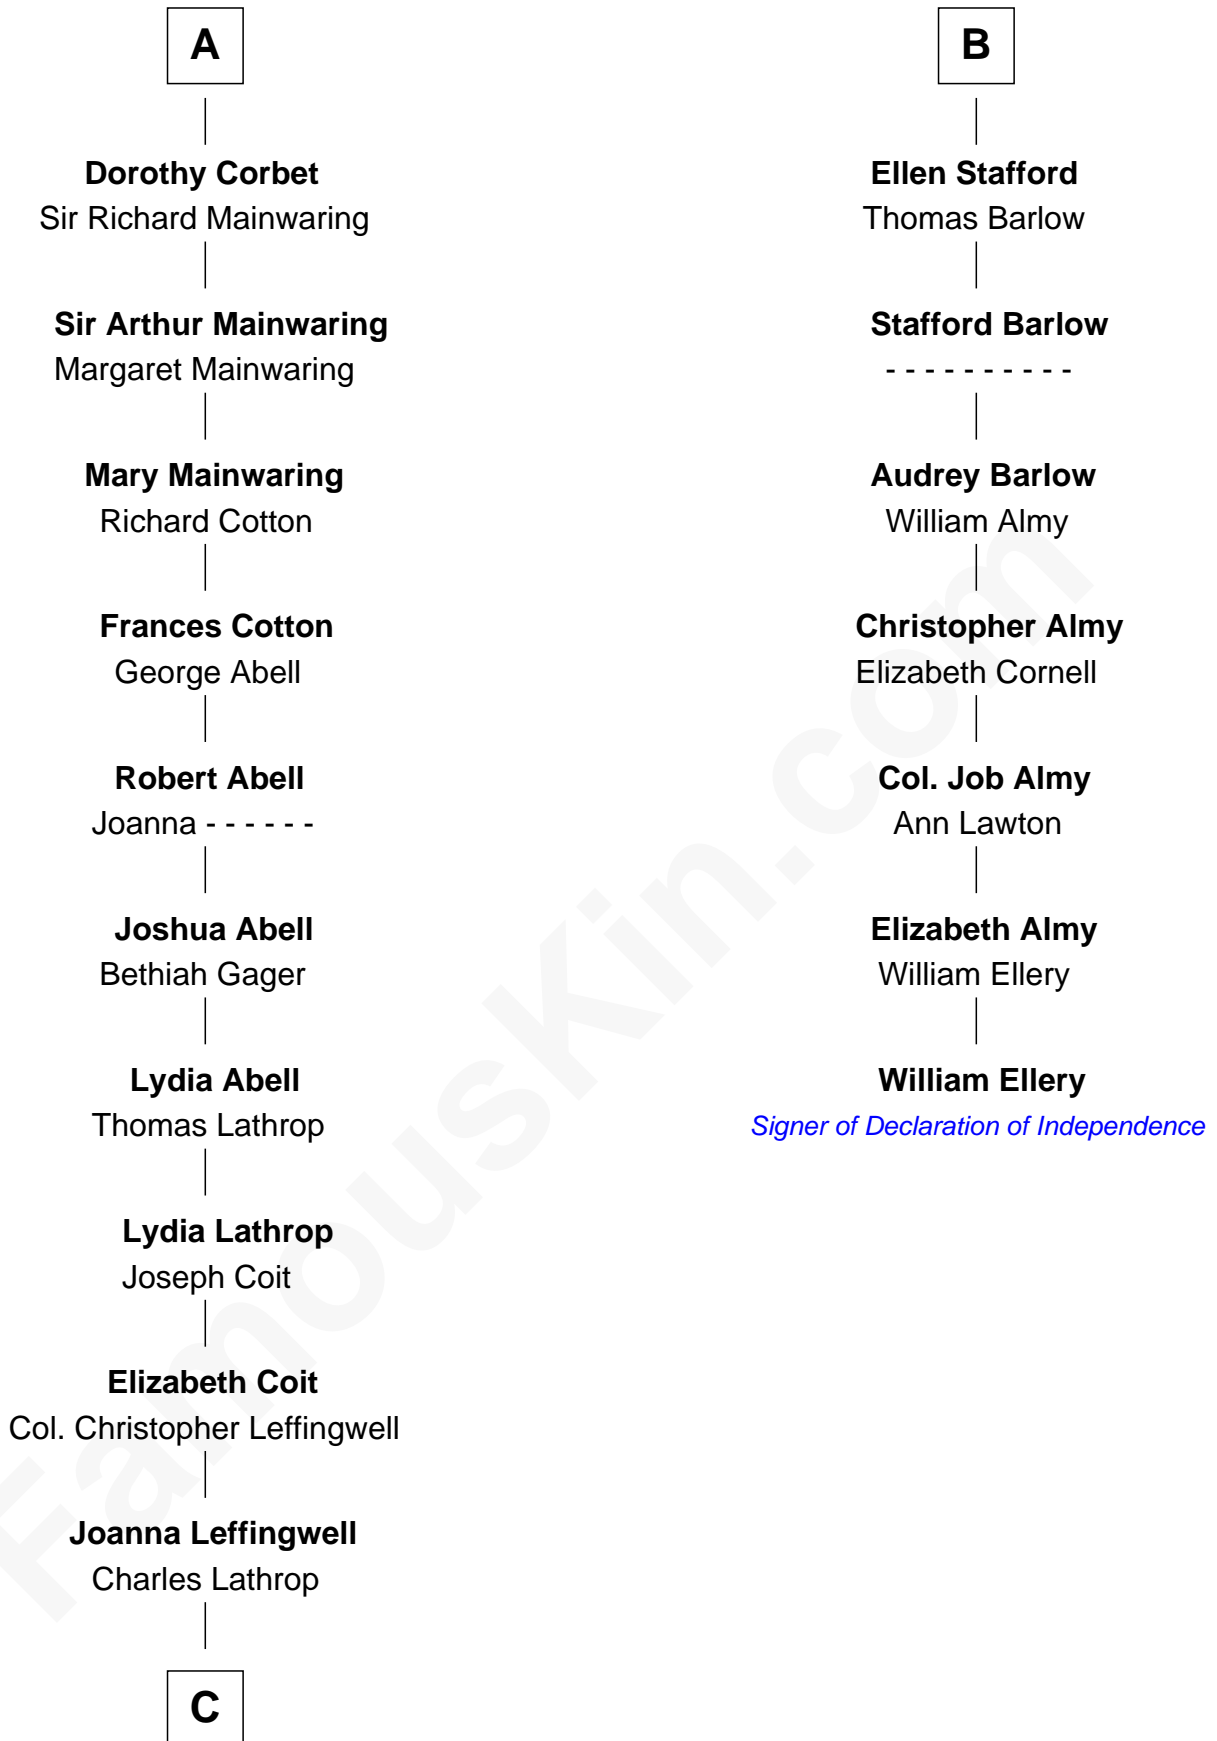 A
Dorothy Corbet
Sir Richard Mainwaring
Sir Arthur Mainwaring
Margaret Mainwaring
Mary Mainwaring
Richard Cotton
Frances Cotton
George Abell
Robert Abell
Joanna - - - - - -
Joshua Abell
Bethiah Gager
Lydia Abell
Thomas Lathrop
Lydia Lathrop
Joseph Coit
Elizabeth Coit
Col. Christopher Leffingwell
Joanna Leffingwell
Charles Lathrop
C
B
Ellen Stafford
Thomas Barlow
Stafford Barlow
- - - - - - - - - -
Audrey Barlow
William Almy
Christopher Almy
Elizabeth Cornell
Col. Job Almy
Ann Lawton
Elizabeth Almy
William Ellery
William Ellery
Signer of Declaration of Independence
FamousKin.com